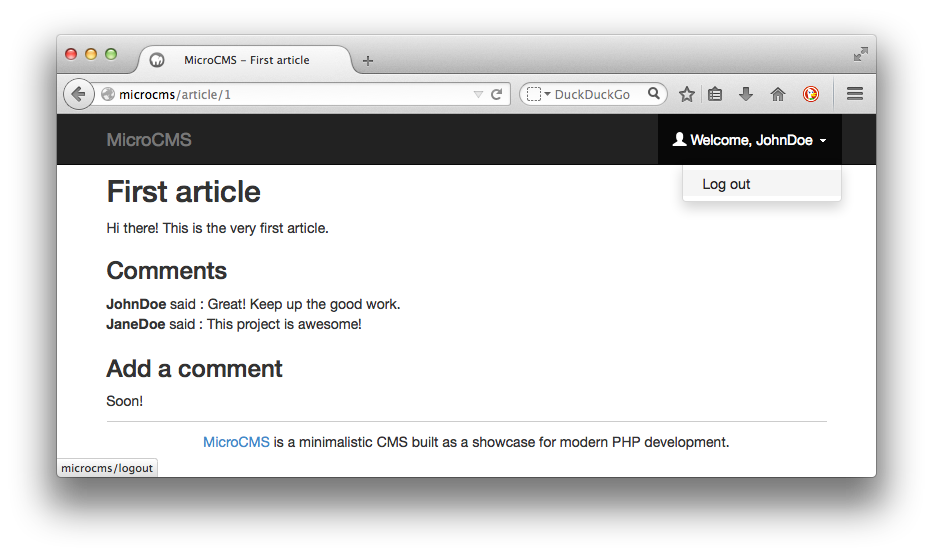 MicroCMS – First article
microcms/article/1
DuckDuckGo
MicroCMS
Welcome, JohnDoe
Log out
First article
Hi there! This is the very first article.
Comments
JohnDoe said : Great! Keep up the good work.
JaneDoe said : This project is awesome!
Add a comment
Soon!
MicroCMS is a minimalistic CMS built as a showcase for modern PHP development.
microcms/logout